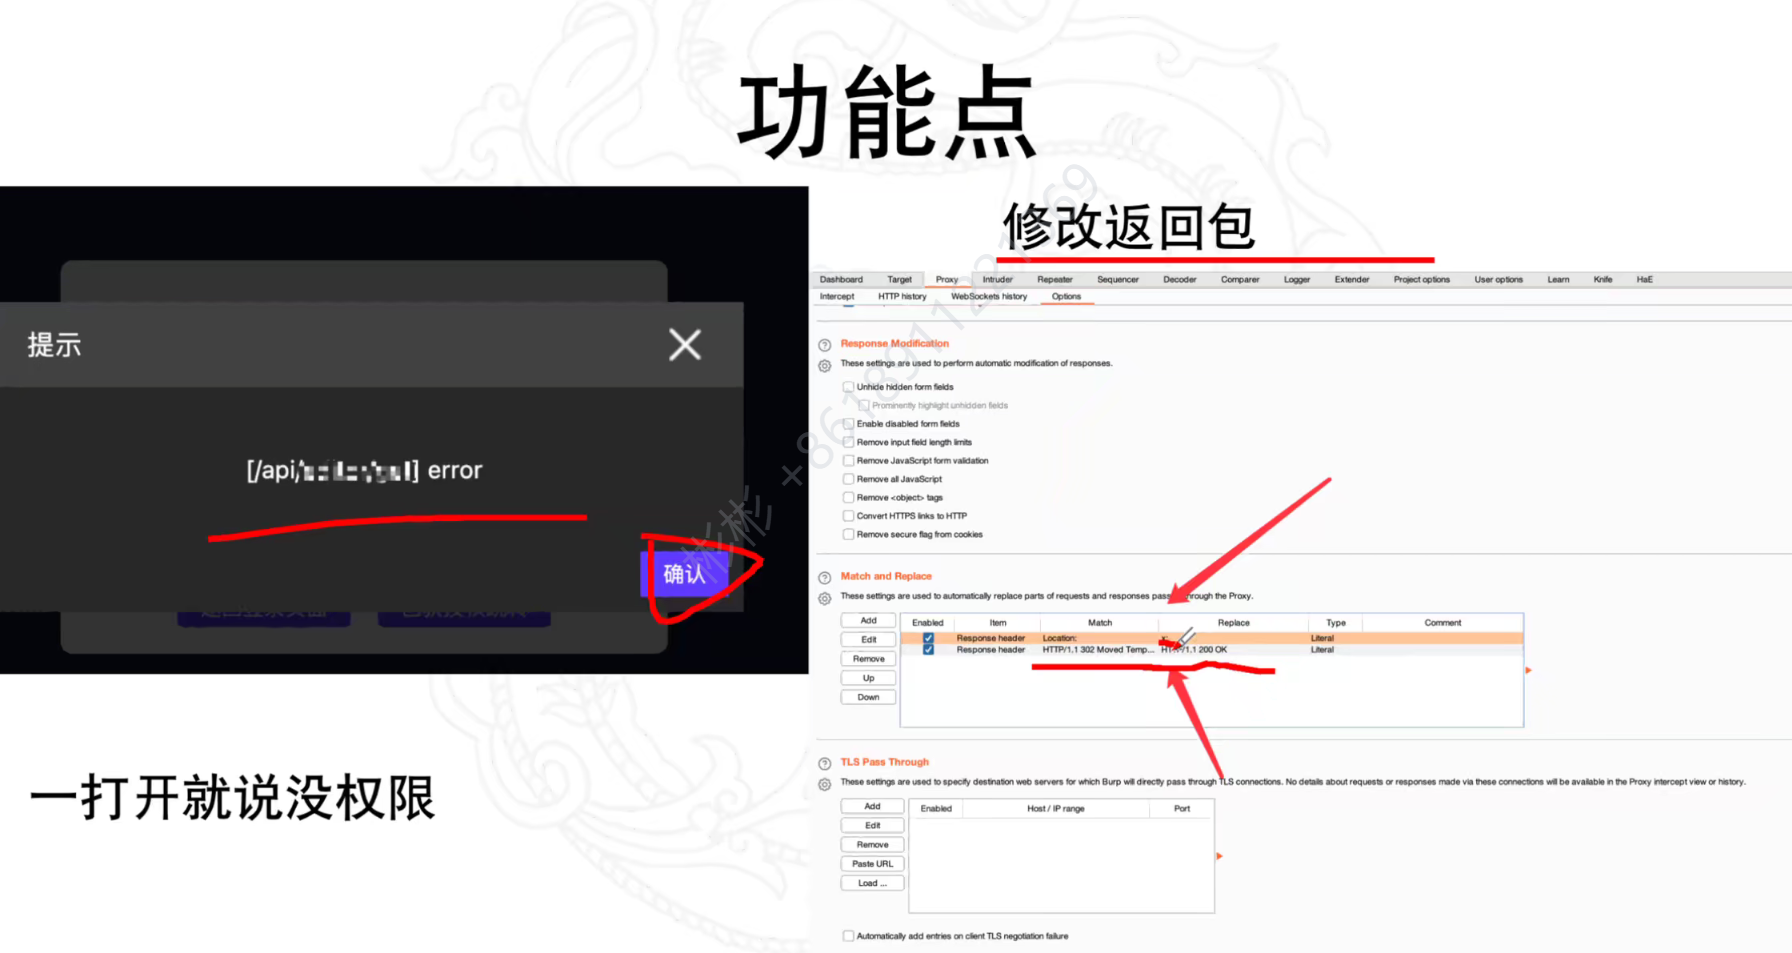 功能点
修改返回包
提示
[/api/ ] error
确认
一打开就说没权限
Dashboard Target Proxy Intruder Repeater Sequencer Decoder Comparer Logger Extender Project options User options Learn Knife HaE
Intercept HTTP history WebSockets history Options
Response Modification
These settings are used to perform automatic modification of responses.
Unhide hidden form fields
Prominently highlight unhidden fields
Enable disabled form fields
Remove input field length limits
Remove JavaScript form validation
Remove all JavaScript
Remove <object> tags
Convert HTTPS links to HTTP
Remove secure flag from cookies
Match and Replace
These settings are used to automatically replace parts of requests and responses pass through the Proxy.
Add
Edit
Remove
Up
Down
Enabled Item Match Replace Type Comment
Response header Location: Literal
Response header HTTP/1.1 302 Moved Temp... HTTP/1.1 200 OK Literal
TLS Pass Through
These settings are used to specify destination web servers for which Burp will directly pass through TLS connections. No details about requests or responses made via these connections will be available in the Proxy intercept view or history.
Add
Edit
Remove
Paste URL
Load ...
Enabled Host / IP range Port
Automatically add entries on client TLS negotiation failure